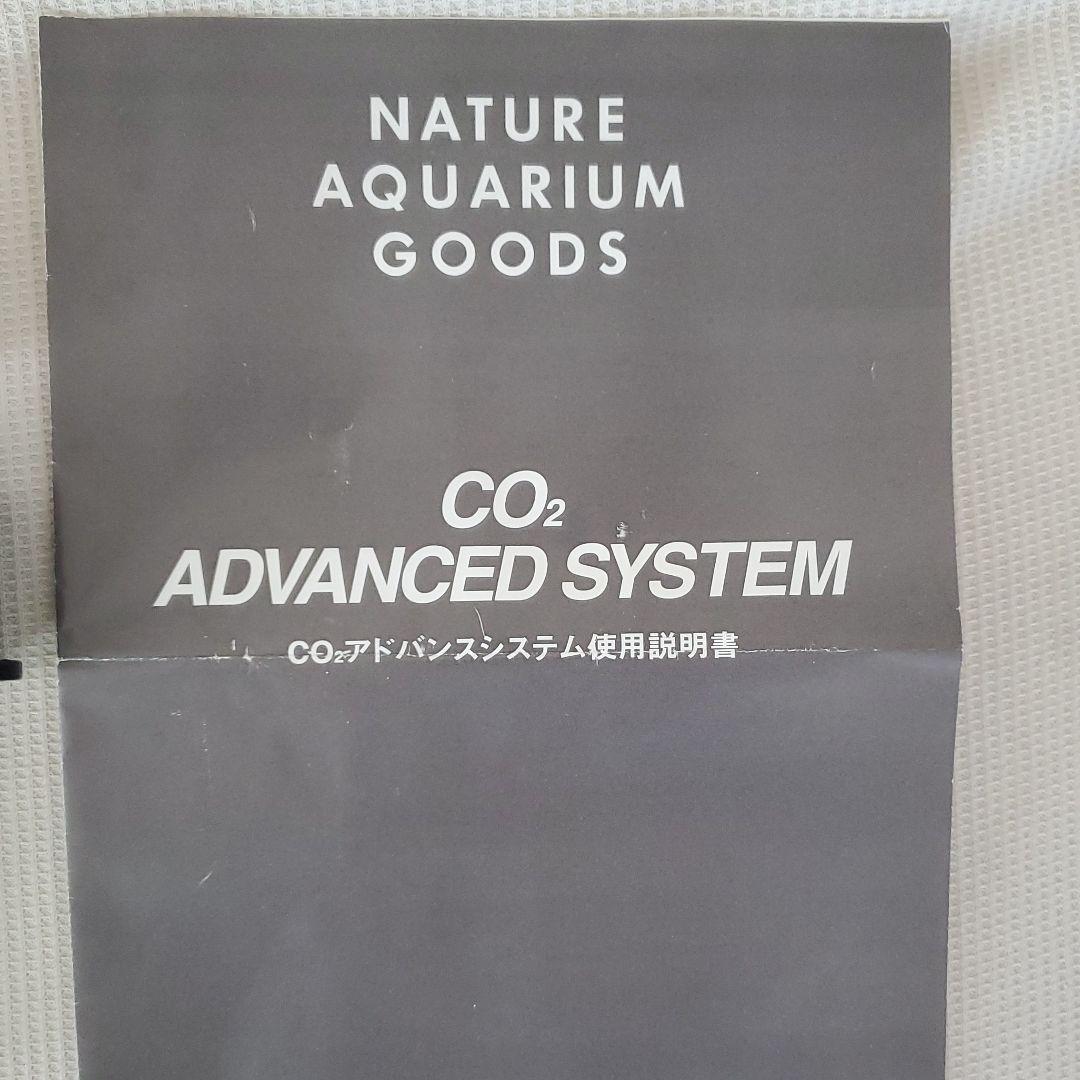 NATURE
AQUARIUM
GOODS
CO₂
ADVANCED SYSTEM
CO₂アドバンスシステム使用説明書